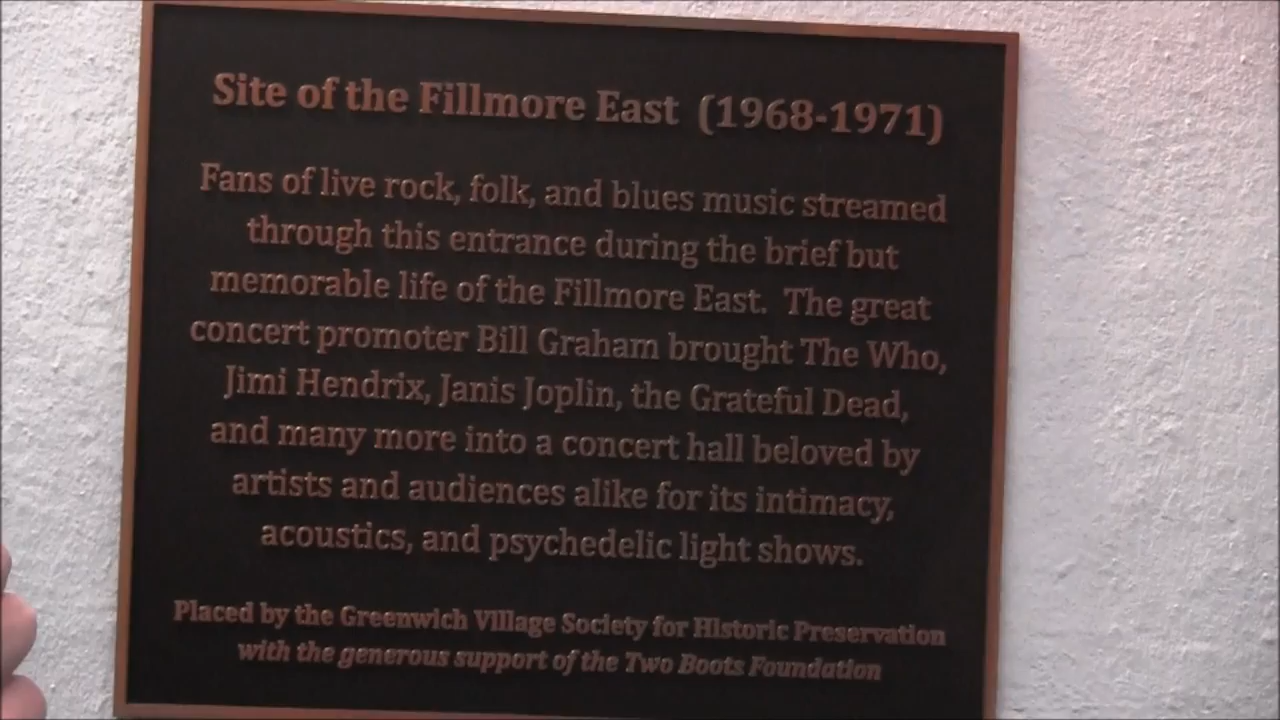 Site of the Fillmore East (1968-1971)
Fans of live rock, folk, and blues music streamed
through this entrance during the brief but
memorable life of the Fillmore East. The great
concert promoter Bill Graham brought The Who,
Jimi Hendrix, Janis Joplin, the Grateful Dead,
and many more into a concert hall beloved by
artists and audiences alike for its intimacy,
acoustics, and psychedelic light shows.
Placed by the Greenwich Village Society for Historic Preservation
with the generous support of the Two Boots Foundation